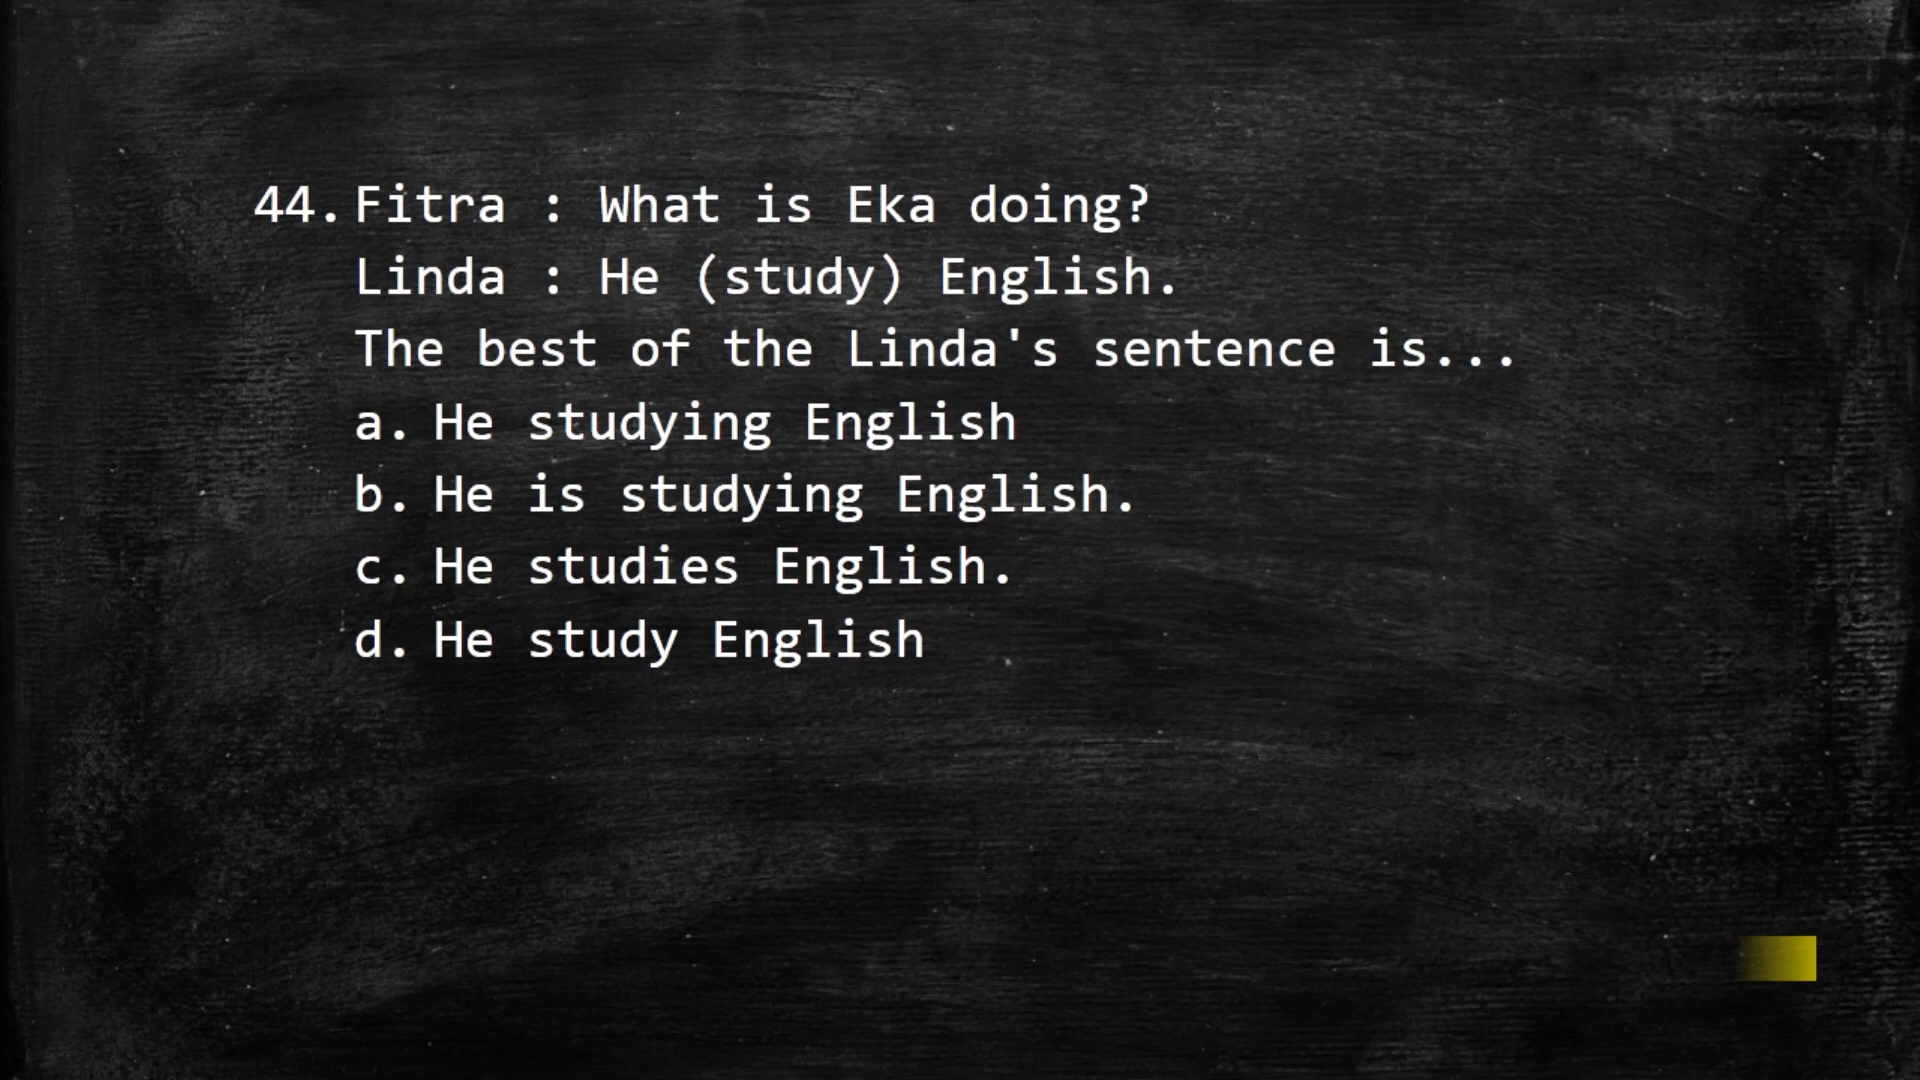 44. Fitra : What is Eka doing?
Linda : He (study) English.
The best of the Linda's sentence is...
a. He studying English
b. He is studying English.
c. He studies English.
d. He study English